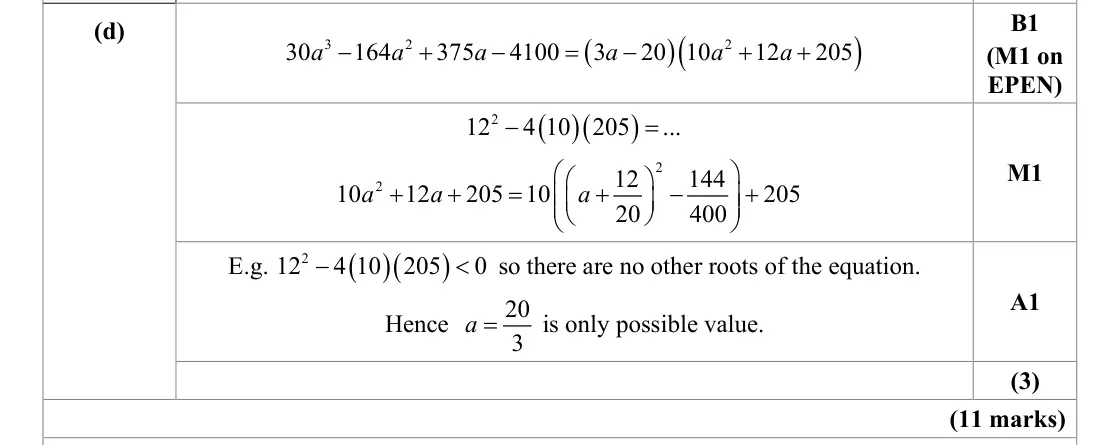 (d)
30a³ − 164a² + 375a − 4100 = (3a − 20)(10a² + 12a + 205)
B1
(M1 on
EPEN)
12² − 4(10)(205) = ...
10a² + 12a + 205 = 10((a + 12/20)² − 144/400) + 205
M1
E.g. 12² − 4(10)(205) < 0 so there are no other roots of the equation.
Hence a = 20/3 is only possible value.
A1
(3)
(11 marks)